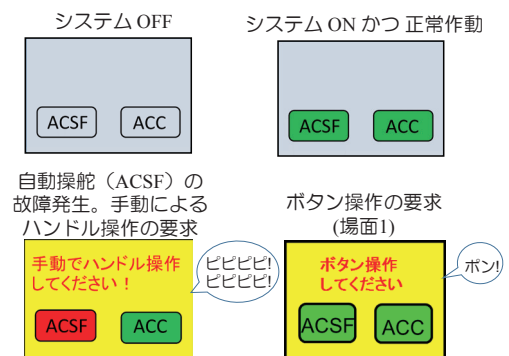 システム OFF
システム ON かつ 正常作動
ACSF ACC
ACSF ACC
自動操舵（ACSF）の
故障発生。手動による
ハンドル操作の要求
手動でハンドル操作
してください！
ピピピピ!
ピピピピ!
ACSF ACC
ボタン操作の要求
(場面1)
ボタン操作
してください
ポン!
ACSF ACC